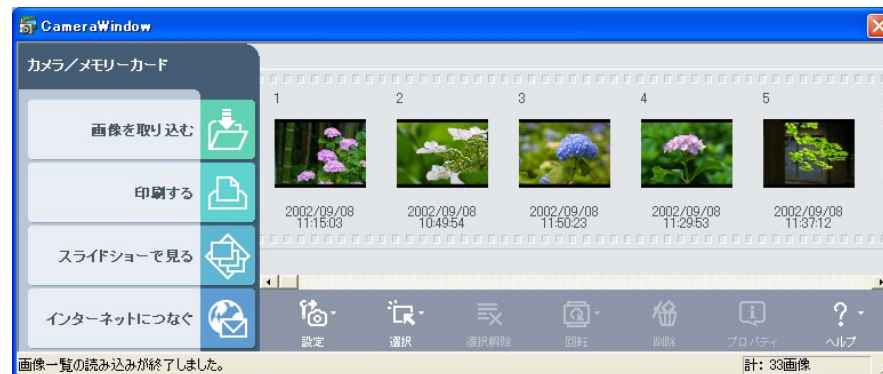 CameraWindow
カメラ／メモリーカード
画像を取り込む
印刷する
スライドショーで見る
インターネットにつなぐ
1 2 3 4 5
2002/09/08 2002/09/08 2002/09/08 2002/09/08 2002/09/08
11:15:03 10:49:54 11:50:23 11:29:53 11:37:12
設定 選択 選択解除 回転 削除 プロパティ ヘルプ
画像一覧の読み込みが終了しました。 計: 33画像